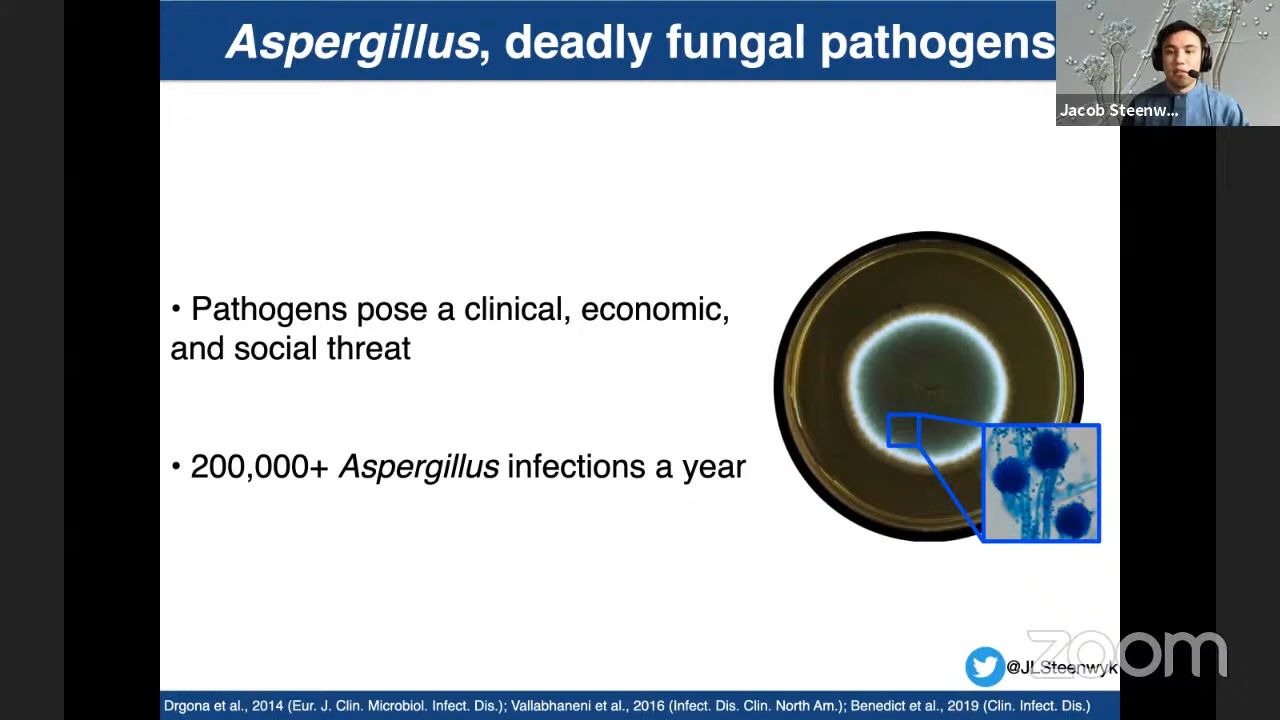 Aspergillus, deadly fungal pathogens
Jacob Steenw...
• Pathogens pose a clinical, economic,
and social threat
• 200,000+ Aspergillus infections a year
@JLSteenwyk
zoom
Drgona et al., 2014 (Eur. J. Clin. Microbiol. Infect. Dis.); Vallabhaneni et al., 2016 (Infect. Dis. Clin. North Am.); Benedict et al., 2019 (Clin. Infect. Dis.)